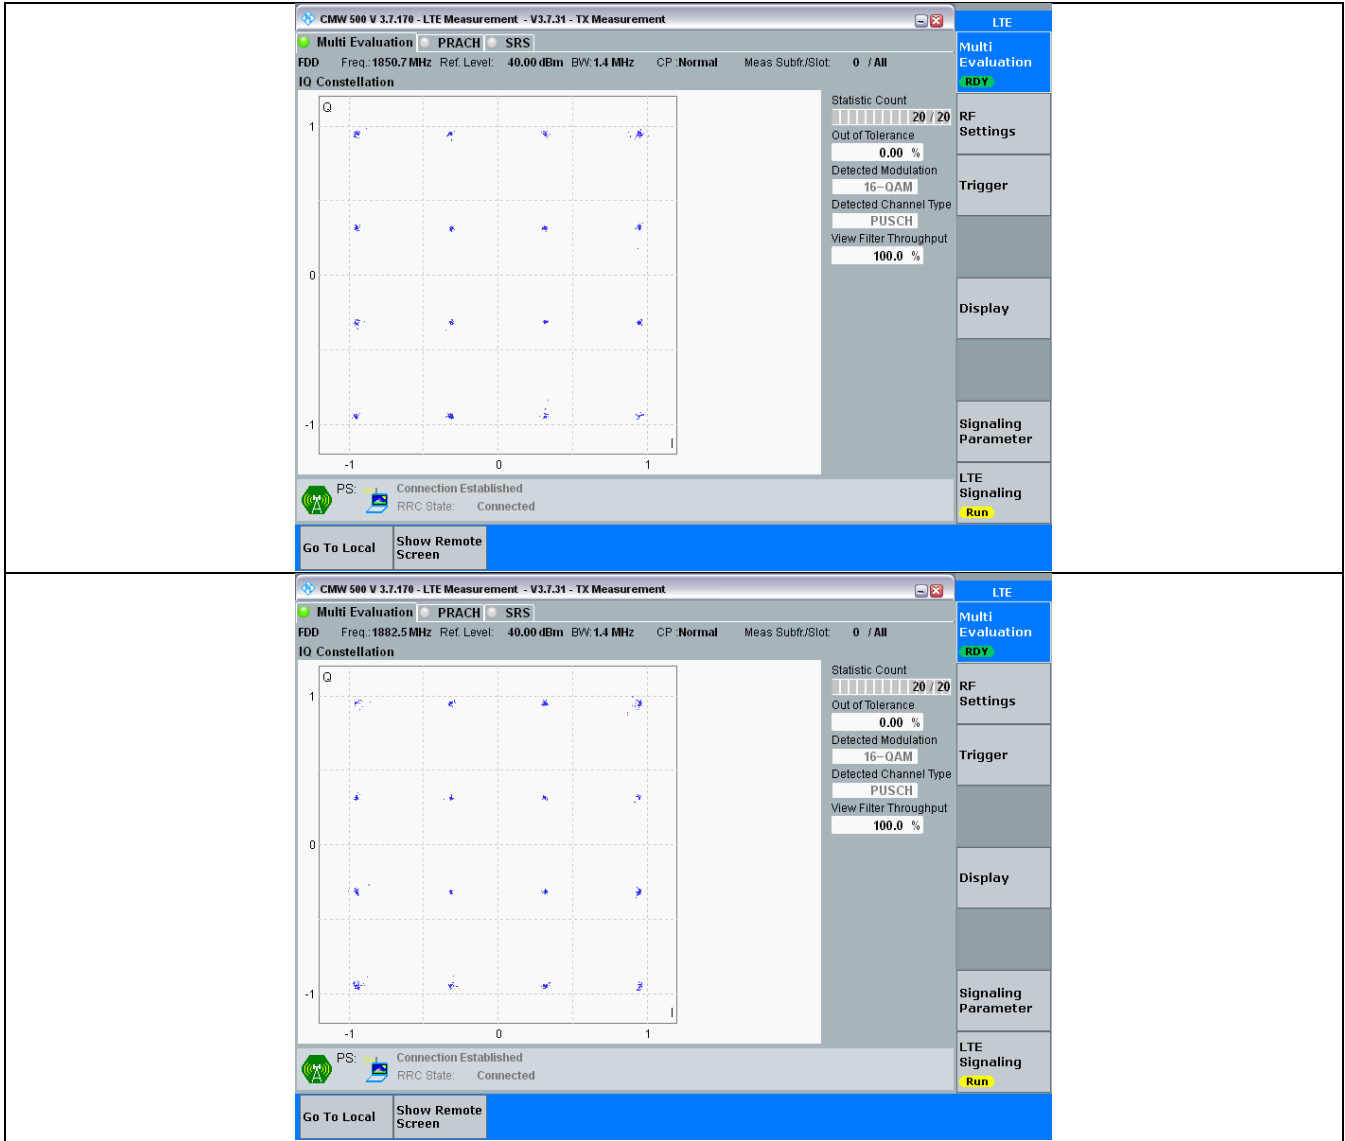 CMW 500 V 3.7.170 - LTE Measurement - V3.7.31 - TX Measurement
LTE
Multi Evaluation PRACH SRS
Multi
Evaluation
RDY
FDD Freq.: 1850.7 MHz Ref. Level: 40.00 dBm BW: 1.4 MHz CP : Normal Meas Subfr./Slot: 0 / All
IQ Constellation
Q
1
0
-1
I
-1 0 1
Statistic Count
20 / 20
Out of Tolerance
0.00 %
Detected Modulation
16-QAM
Detected Channel Type
PUSCH
View Filter Throughput
100.0 %
RF
Settings
Trigger
Display
Signaling
Parameter
LTE
Signaling
Run
PS: Connection Established
RRC State: Connected
Go To Local Show Remote
Screen
CMW 500 V 3.7.170 - LTE Measurement - V3.7.31 - TX Measurement
LTE
Multi Evaluation PRACH SRS
Multi
Evaluation
RDY
FDD Freq.: 1882.5 MHz Ref. Level: 40.00 dBm BW: 1.4 MHz CP : Normal Meas Subfr./Slot: 0 / All
IQ Constellation
Q
1
0
-1
I
-1 0 1
Statistic Count
20 / 20
Out of Tolerance
0.00 %
Detected Modulation
16-QAM
Detected Channel Type
PUSCH
View Filter Throughput
100.0 %
RF
Settings
Trigger
Display
Signaling
Parameter
LTE
Signaling
Run
PS: Connection Established
RRC State: Connected
Go To Local Show Remote
Screen